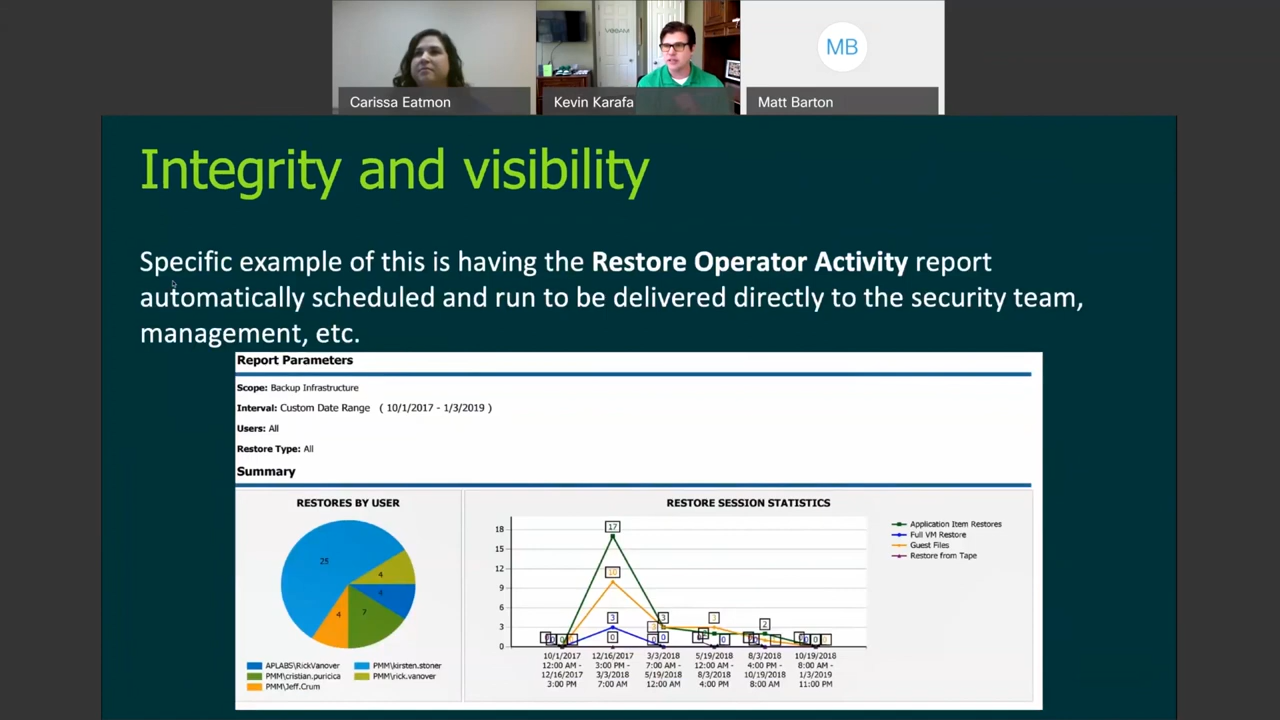 MB
Carissa Eatmon
Kevin Karafa
Matt Barton
VEEAM
Integrity and visibility
Specific example of this is having the Restore Operator Activity report
automatically scheduled and run to be delivered directly to the security team,
management, etc.
Report Parameters
Scope: Backup Infrastructure
Interval: Custom Date Range ( 10/1/2017 - 1/3/2019 )
Users: All
Restore Type: All
Summary
RESTORES BY USER
25
4
4
7
4
APLABS\RickVanover
PMM\kirsten.stoner
PMM\cristian.puricica
PMM\rick.vanover
PMM\Jeff.Crum
RESTORE SESSION STATISTICS
18
15
12
9
6
3
0
17
10
3
0
3
0
3
0
2
Application Item Restores
Full VM Restore
Guest Files
Restore from Tape
10/1/2017 12/16/2017 3/3/2018 5/19/2018 8/3/2018 10/19/2018
12:00 AM - 3:00 PM - 7:00 AM - 12:00 AM - 4:00 PM - 8:00 AM -
12/16/2017 3/3/2018 5/19/2018 8/3/2018 10/19/2018 1/3/2019
3:00 PM 7:00 AM 12:00 AM 4:00 PM 8:00 AM 11:00 PM